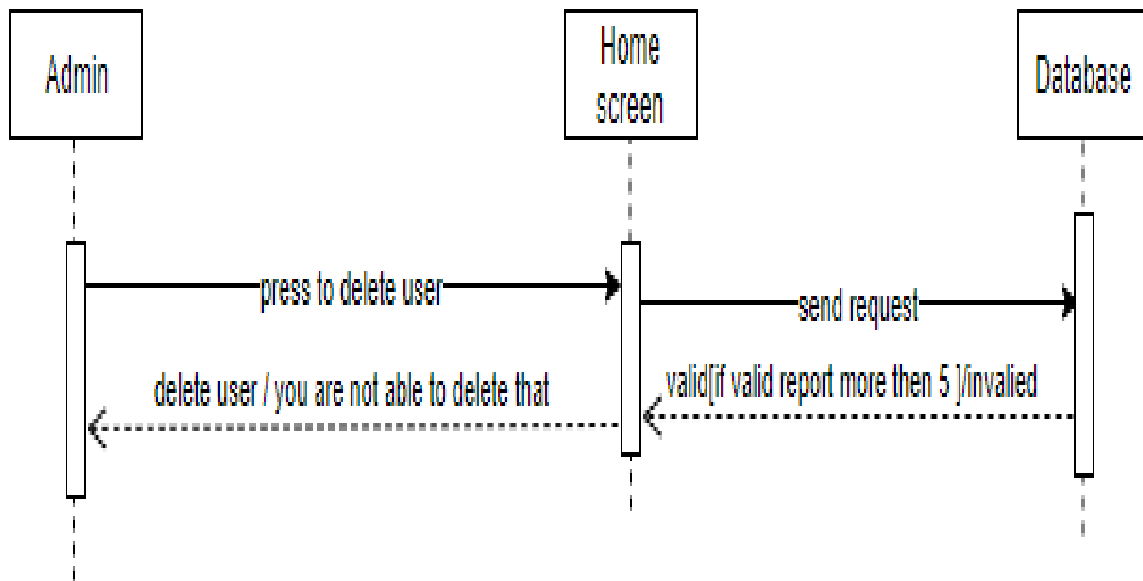 Admin
Home
screen
Database
press to delete user
send request
delete user / you are not able to delete that
valid[if valid report more then 5 ]/invalied